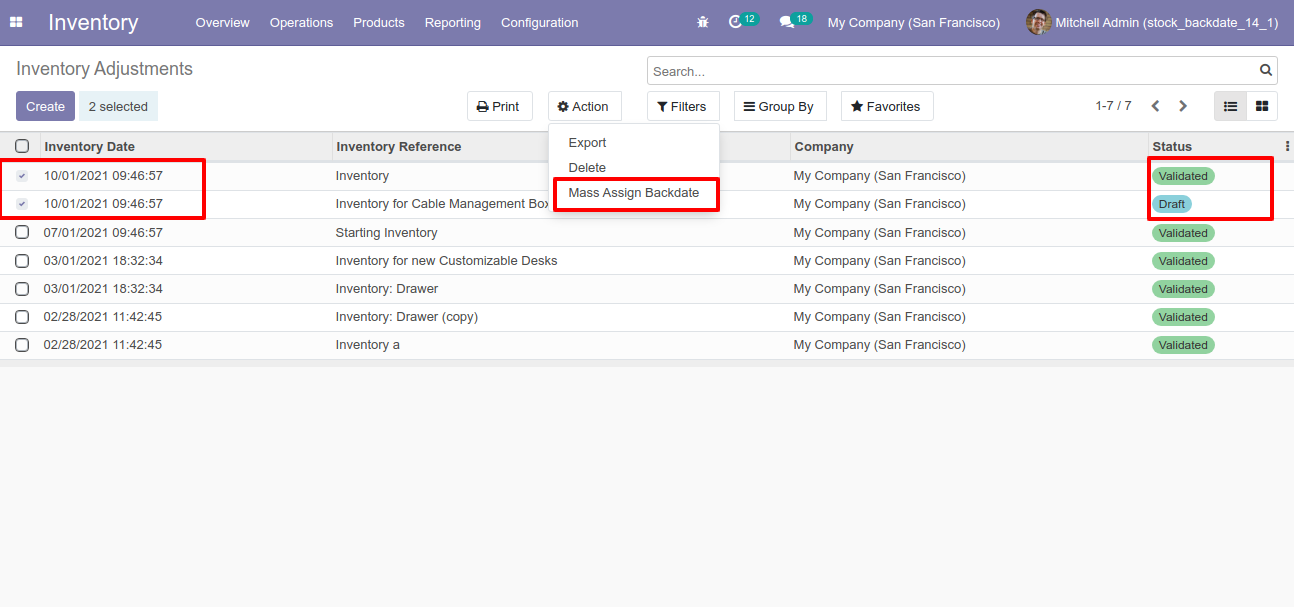 Inventory Overview Operations Products Reporting Configuration 12 18 My Company (San Francisco) Mitchell Admin (stock_backdate_14_1)
Inventory Adjustments Search...
Create 2 selected Print Action Filters Group By Favorites 1-7 / 7
Export
Delete
Mass Assign Backdate
Inventory Date Inventory Reference Company Status
10/01/2021 09:46:57 Inventory My Company (San Francisco) Validated
10/01/2021 09:46:57 Inventory for Cable Management Box My Company (San Francisco) Draft
07/01/2021 09:46:57 Starting Inventory My Company (San Francisco) Validated
03/01/2021 18:32:34 Inventory for new Customizable Desks My Company (San Francisco) Validated
03/01/2021 18:32:34 Inventory: Drawer My Company (San Francisco) Validated
02/28/2021 11:42:45 Inventory: Drawer (copy) My Company (San Francisco) Validated
02/28/2021 11:42:45 Inventory a My Company (San Francisco) Validated